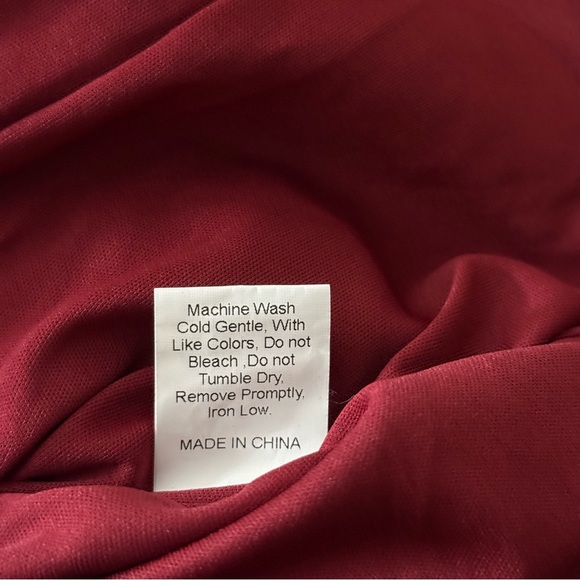 Machine Wash
Cold Gentle, With
Like Colors, Do not
Bleach ,Do not
Tumble Dry,
Remove Promptly,
Iron Low.
MADE IN CHINA